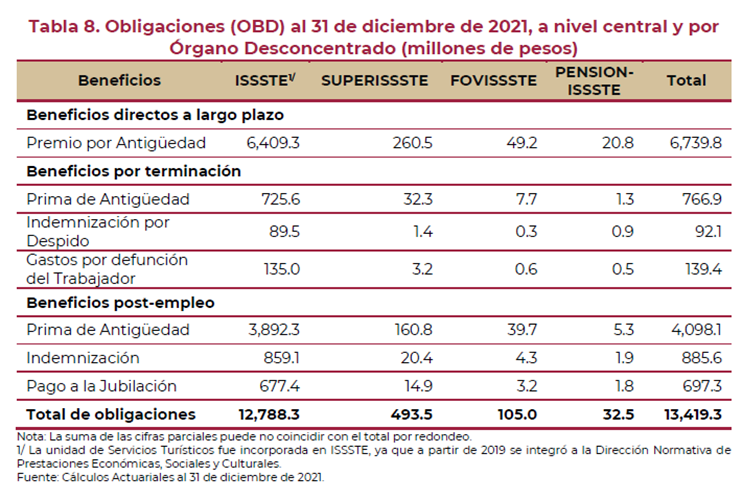 Tabla 8. Obligaciones (OBD) al 31 de diciembre de 2021, a nivel central y por
Órgano Desconcentrado (millones de pesos)
Beneficios ISSSTE1/ SUPERISSSTE FOVISSSTE PENSION-ISSSTE Total
Beneficios directos a largo plazo
Premio por Antigüedad 6,409.3 260.5 49.2 20.8 6,739.8
Beneficios por terminación
Prima de Antigüedad 725.6 32.3 7.7 1.3 766.9
Indemnización por
Despido 89.5 1.4 0.3 0.9 92.1
Gastos por defunción
del Trabajador 135.0 3.2 0.6 0.5 139.4
Beneficios post-empleo
Prima de Antigüedad 3,892.3 160.8 39.7 5.3 4,098.1
Indemnización 859.1 20.4 4.3 1.9 885.6
Pago a la Jubilación 677.4 14.9 3.2 1.8 697.3
Total de obligaciones 12,788.3 493.5 105.0 32.5 13,419.3
Nota: La suma de las cifras parciales puede no coincidir con el total por redondeo.
1/ La unidad de Servicios Turísticos fue incorporada en ISSSTE, ya que a partir de 2019 se integró a la Dirección Normativa de
Prestaciones Económicas, Sociales y Culturales.
Fuente: Cálculos Actuariales al 31 de diciembre de 2021.